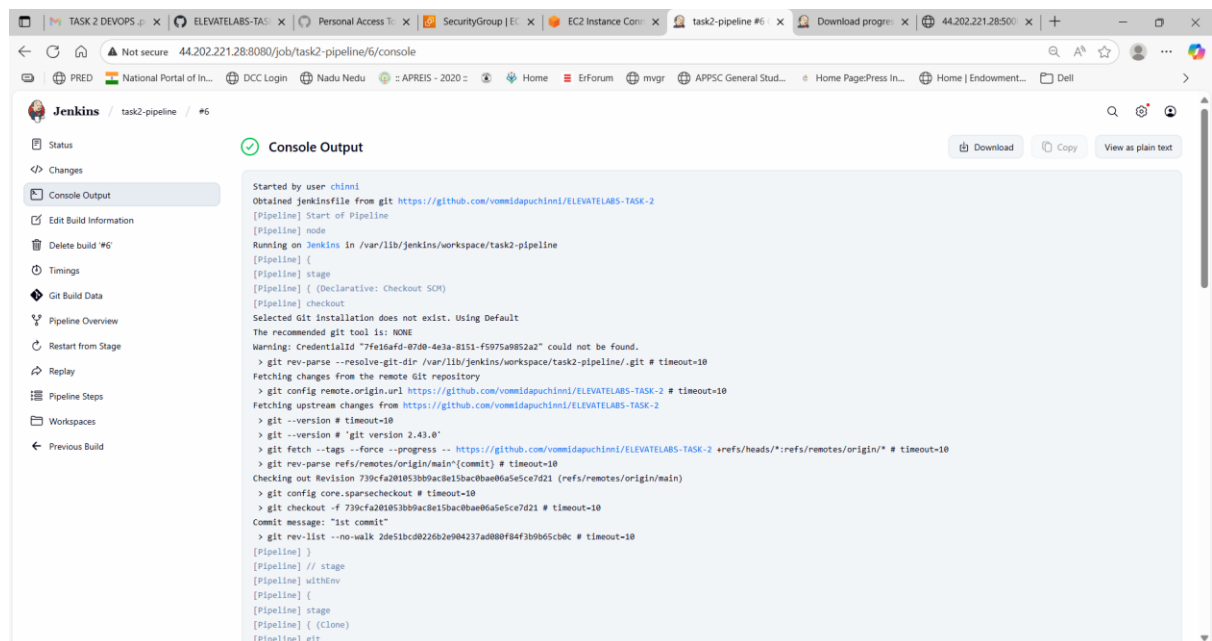 TASK 2 DEVOPS .p
ELEVATELABS-TAS
Personal Access To
SecurityGroup | EC
EC2 Instance Conn
task2-pipeline #6
Download progres
44.202.221.28:500
Not secure 44.202.221.28:8080/job/task2-pipeline/6/console
PRED National Portal of In... DCC Login Nadu Nedu :: APREIS - 2020 :: Home ErForum mvgr APPSC General Stud... Home Page:Press In... Home | Endowment... Dell
Jenkins / task2-pipeline / #6
Status
Changes
Console Output
Edit Build Information
Delete build '#6'
Timings
Git Build Data
Pipeline Overview
Restart from Stage
Replay
Pipeline Steps
Workspaces
Previous Build
Console Output
Download Copy View as plain text
Started by user chinni
Obtained jenkinsfile from git https://github.com/vommidapuchinni/ELEVATELABS-TASK-2
[Pipeline] Start of Pipeline
[Pipeline] node
Running on Jenkins in /var/lib/jenkins/workspace/task2-pipeline
[Pipeline] {
[Pipeline] stage
[Pipeline] { (Declarative: Checkout SCM)
[Pipeline] checkout
Selected Git installation does not exist. Using Default
The recommended git tool is: NONE
Warning: CredentialId "7fe16afd-07d0-4e3a-8151-f5975a9852a2" could not be found.
> git rev-parse --resolve-git-dir /var/lib/jenkins/workspace/task2-pipeline/.git # timeout=10
Fetching changes from the remote Git repository
> git config remote.origin.url https://github.com/vommidapuchinni/ELEVATELABS-TASK-2 # timeout=10
Fetching upstream changes from https://github.com/vommidapuchinni/ELEVATELABS-TASK-2
> git --version # timeout=10
> git --version # 'git version 2.43.0'
> git fetch --tags --force --progress -- https://github.com/vommidapuchinni/ELEVATELABS-TASK-2 +refs/heads/*:refs/remotes/origin/* # timeout=10
> git rev-parse refs/remotes/origin/main^{commit} # timeout=10
Checking out Revision 739cfa201053bb9ac8e15bac0bae06a5e5ce7d21 (refs/remotes/origin/main)
> git config core.sparsecheckout # timeout=10
> git checkout -f 739cfa201053bb9ac8e15bac0bae06a5e5ce7d21 # timeout=10
Commit message: "1st commit"
> git rev-list --no-walk 2de51bcd0226b2e904237ad080f84f3b9b65cb0c # timeout=10
[Pipeline] }
[Pipeline] // stage
[Pipeline] withEnv
[Pipeline] {
[Pipeline] stage
[Pipeline] { (Clone)
[Pipeline] git